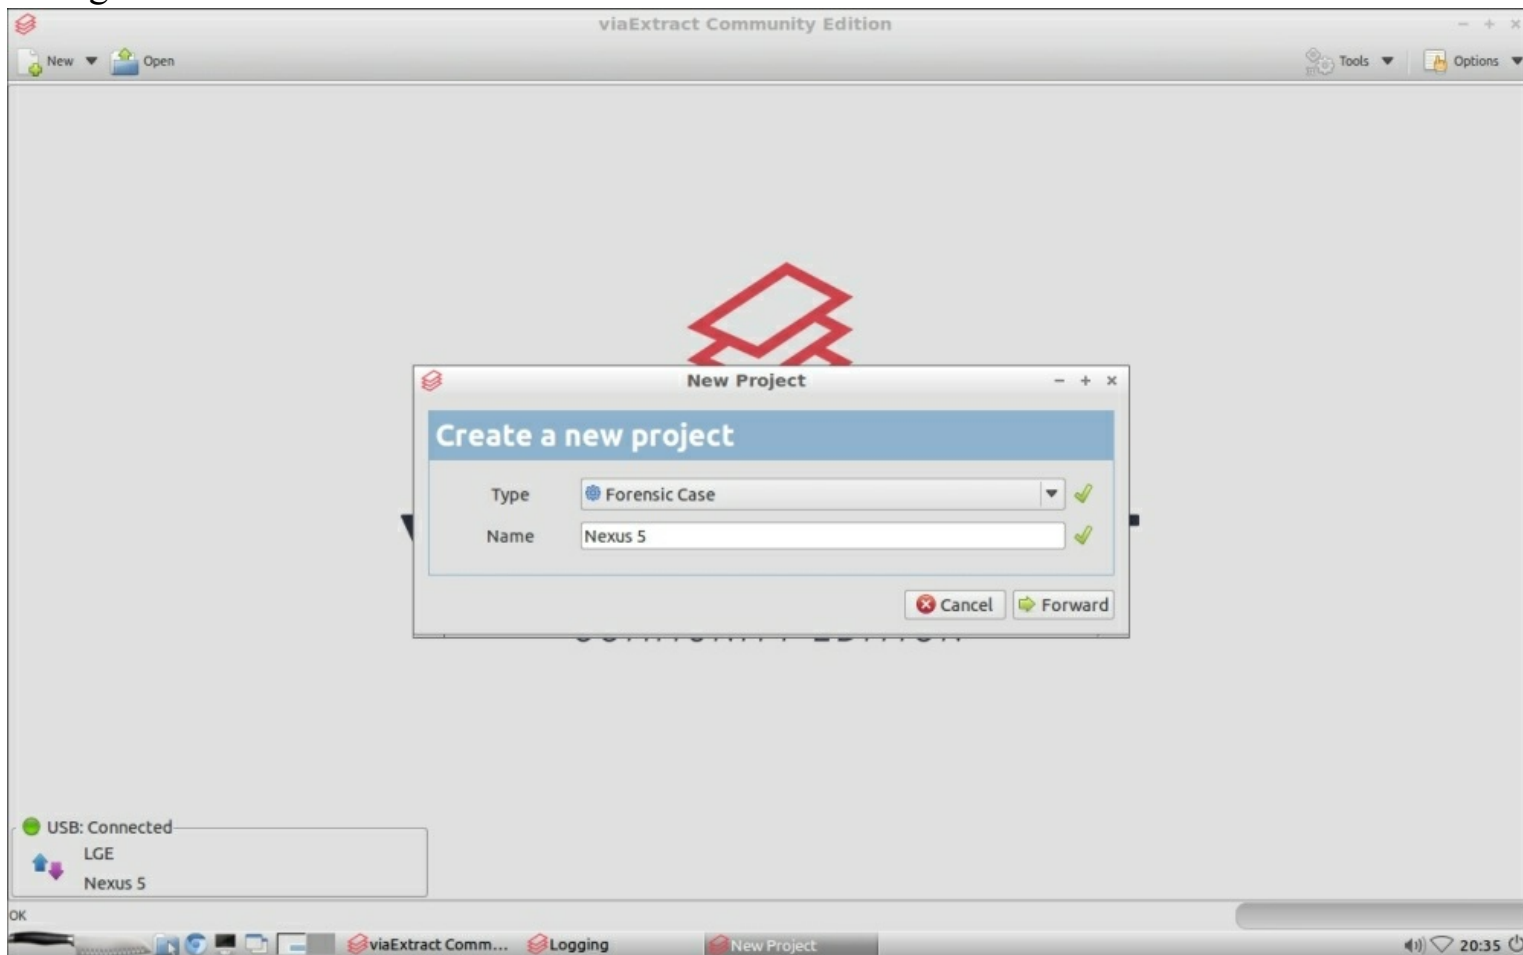 viaExtract Community Edition
New Open Tools Options
New Project
Create a new project
Type Forensic Case
Name Nexus 5
Cancel Forward
USB: Connected
LGE
Nexus 5
OK
viaExtract Comm... Logging New Project 20:35